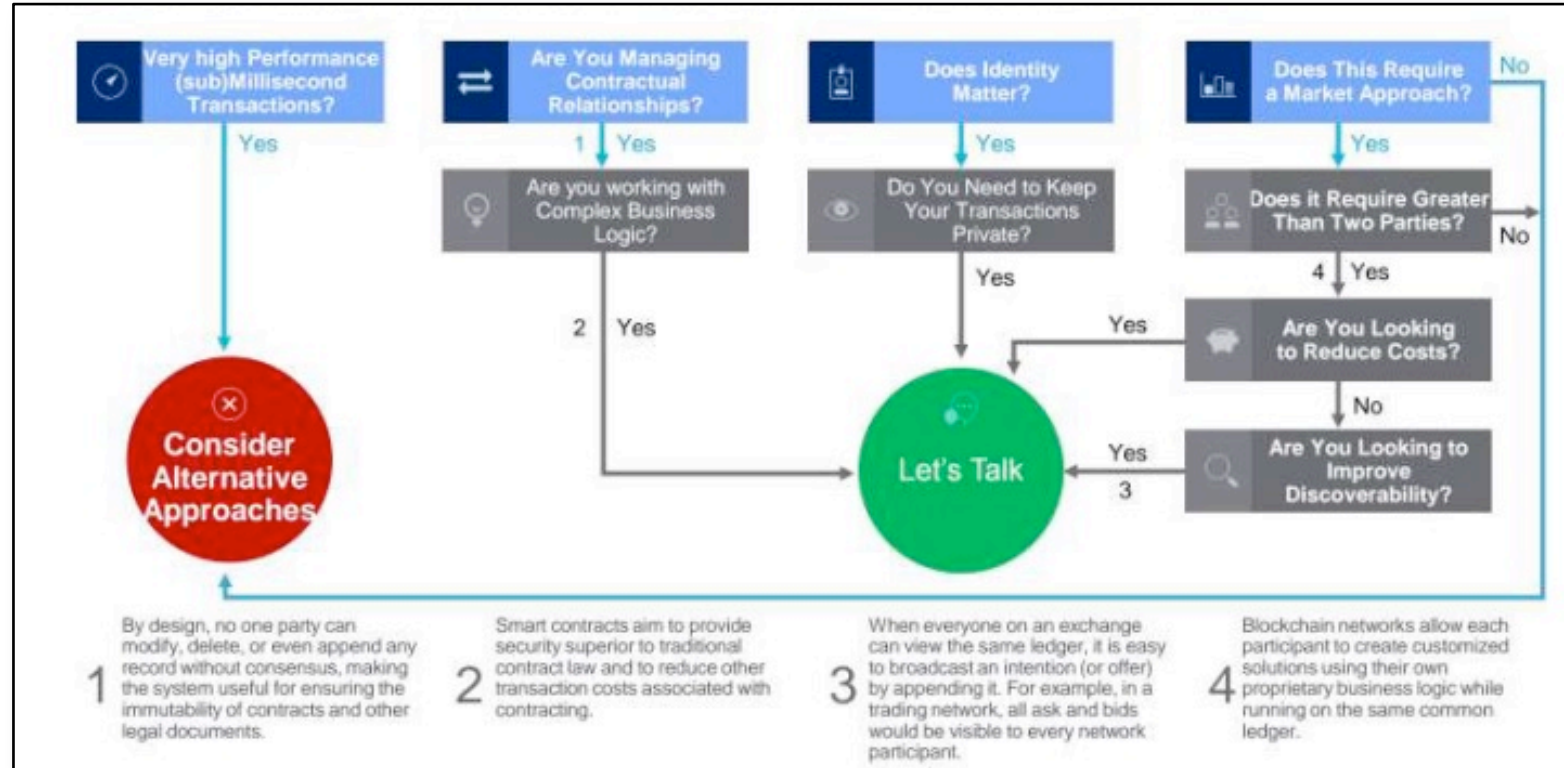 Very high Performance
(sub)Millisecond
Transactions?
Yes
Consider
Alternative
Approaches
Are You Managing
Contractual
Relationships?
1 Yes
Are you working with
Complex Business
Logic?
2 Yes
Does Identity
Matter?
Yes
Do You Need to Keep
Your Transactions
Private?
Yes
Let's Talk
Does This Require
a Market Approach?
No
Yes
Does it Require Greater
Than Two Parties?
No
4 Yes
Are You Looking
to Reduce Costs?
Yes
No
Are You Looking to
Improve
Discoverability?
Yes
3
1
By design, no one party can
modify, delete, or even append any
record without consensus, making
the system useful for ensuring the
immutability of contracts and other
legal documents.
2
Smart contracts aim to provide
security superior to traditional
contract law and to reduce other
transaction costs associated with
contracting.
3
When everyone on an exchange
can view the same ledger, it is easy
to broadcast an intention (or offer)
by appending it. For example, in a
trading network, all ask and bids
would be visible to every network
participant.
4
Blockchain networks allow each
participant to create customized
solutions using their own
proprietary business logic while
running on the same common
ledger.